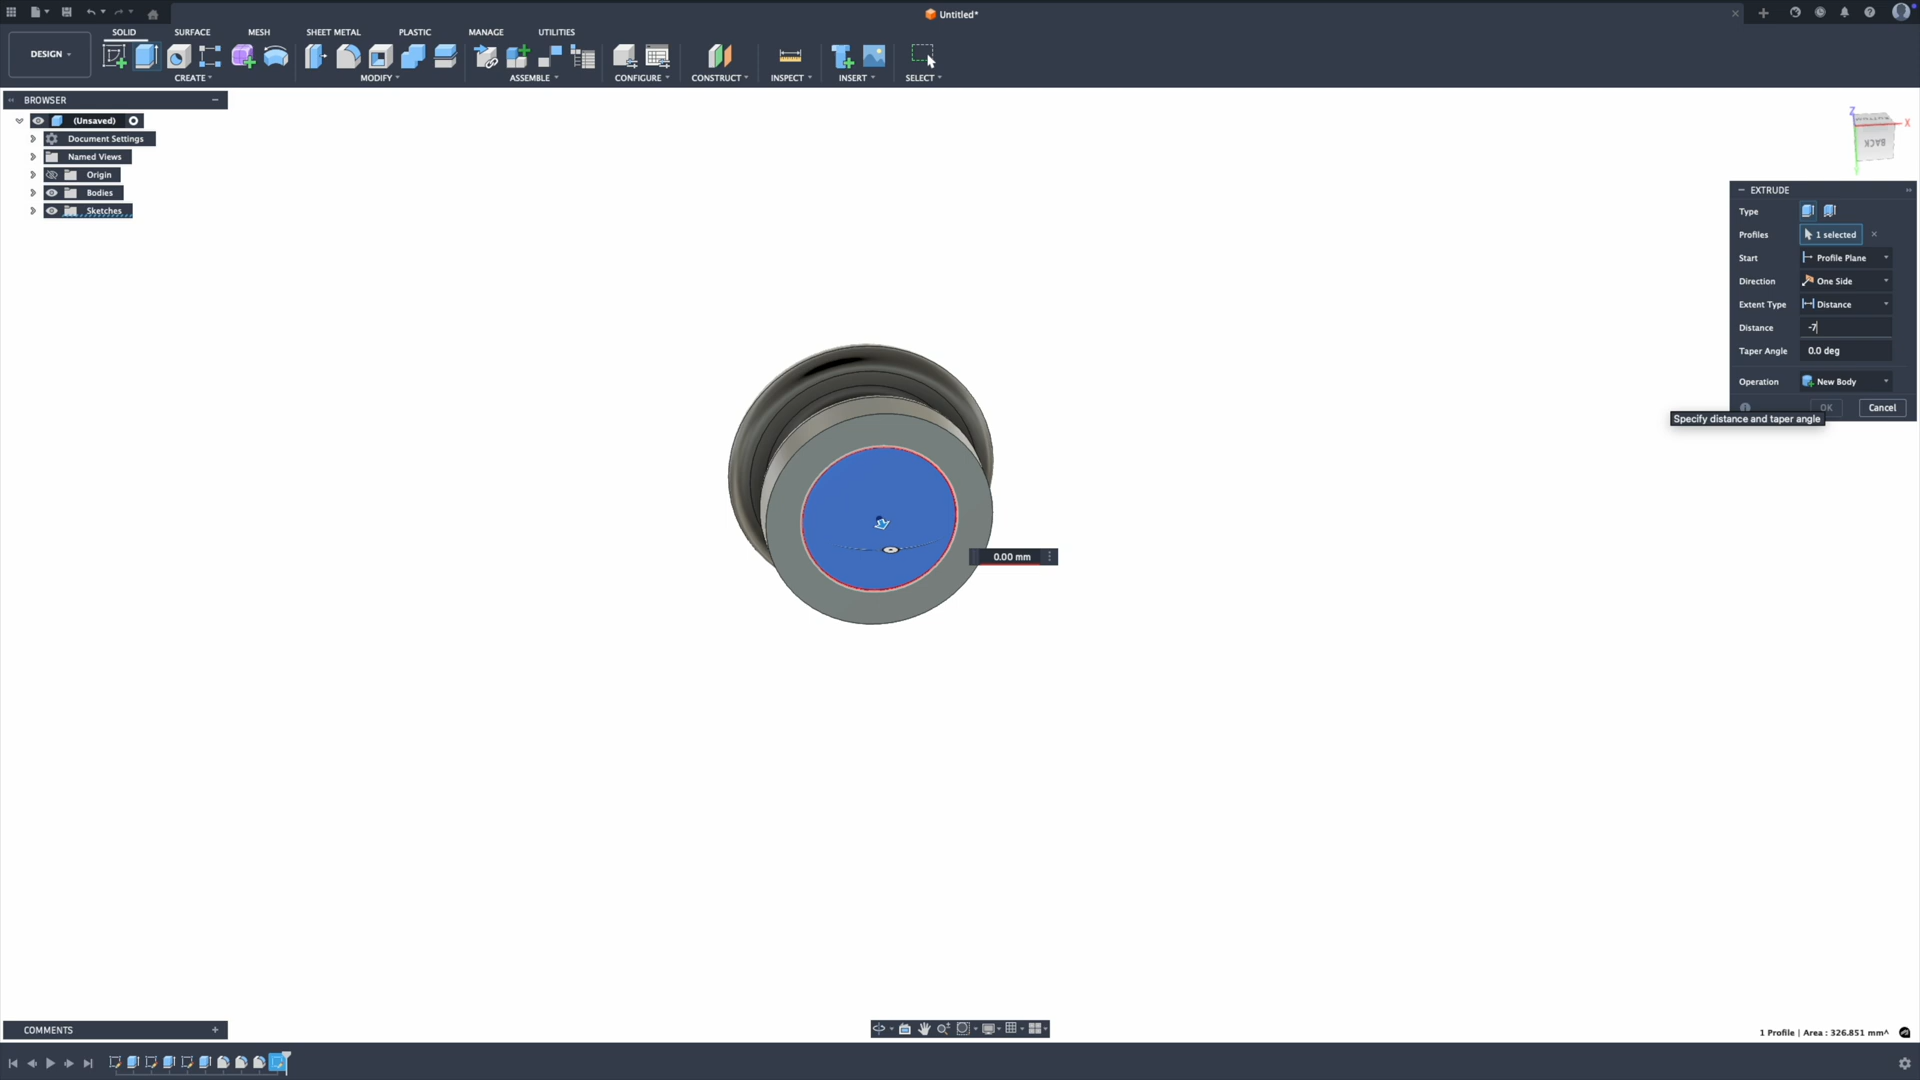 Untitled*
DESIGN
SOLID
SURFACE
MESH
SHEET METAL
PLASTIC
MANAGE
UTILITIES
CREATE
MODIFY
ASSEMBLE
CONFIGURE
CONSTRUCT
INSPECT
INSERT
SELECT
BROWSER
(Unsaved)
Document Settings
Named Views
Origin
Bodies
Sketches
Z
X
BACK
EXTRUDE
Type
Profiles 1 selected
Start Profile Plane
Direction One Side
Extent Type Distance
Distance -7
Taper Angle 0.0 deg
Operation New Body
OK Cancel
Specify distance and taper angle
0.00 mm
COMMENTS
1 Profile | Area : 326.851 mm^